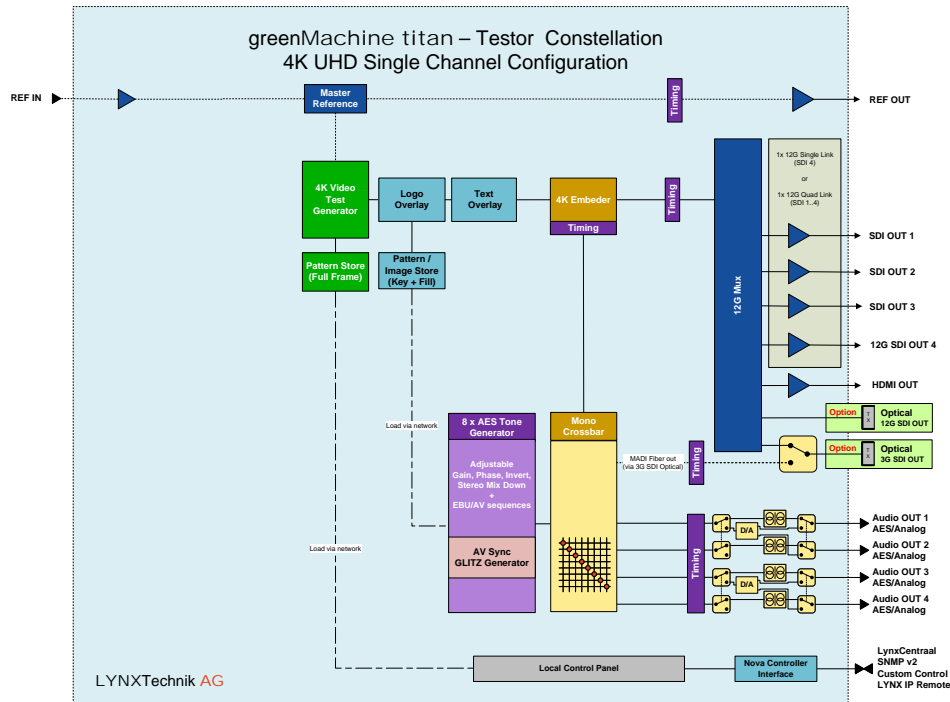 greenMachine titan – Testor Constellation
4K UHD Single Channel Configuration
REF IN
Master
Reference
Timing
REF OUT
4K Video
Test
Generator
Logo
Overlay
Text
Overlay
4K Embeder
Timing
Timing
12G Mux
1x 12G Single Link
(SDI 4)
or
1x 12G Quad Link
(SDI 1..4)
SDI OUT 1
SDI OUT 2
SDI OUT 3
12G SDI OUT 4
HDMI OUT
Pattern Store
(Full Frame)
Pattern /
Image Store
(Key + Fill)
Option
T
X
Optical
12G SDI OUT
Option
T
X
Optical
3G SDI OUT
Load via network
8 x AES Tone
Generator
Adjustable
Gain, Phase, Invert,
Stereo Mix Down
+
EBU/AV sequences
AV Sync
GLITZ Generator
Mono
Crossbar
MADI Fiber out
(via 3G SDI Optical)
Timing
Timing
D/A
D/A
Audio OUT 1
AES/Analog
Audio OUT 2
AES/Analog
Audio OUT 3
AES/Analog
Audio OUT 4
AES/Analog
Load via network
Local Control Panel
Nova Controller
Interface
LynxCentraal
SNMP v2
Custom Control
LYNX IP Remote
LYNXTechnik AG